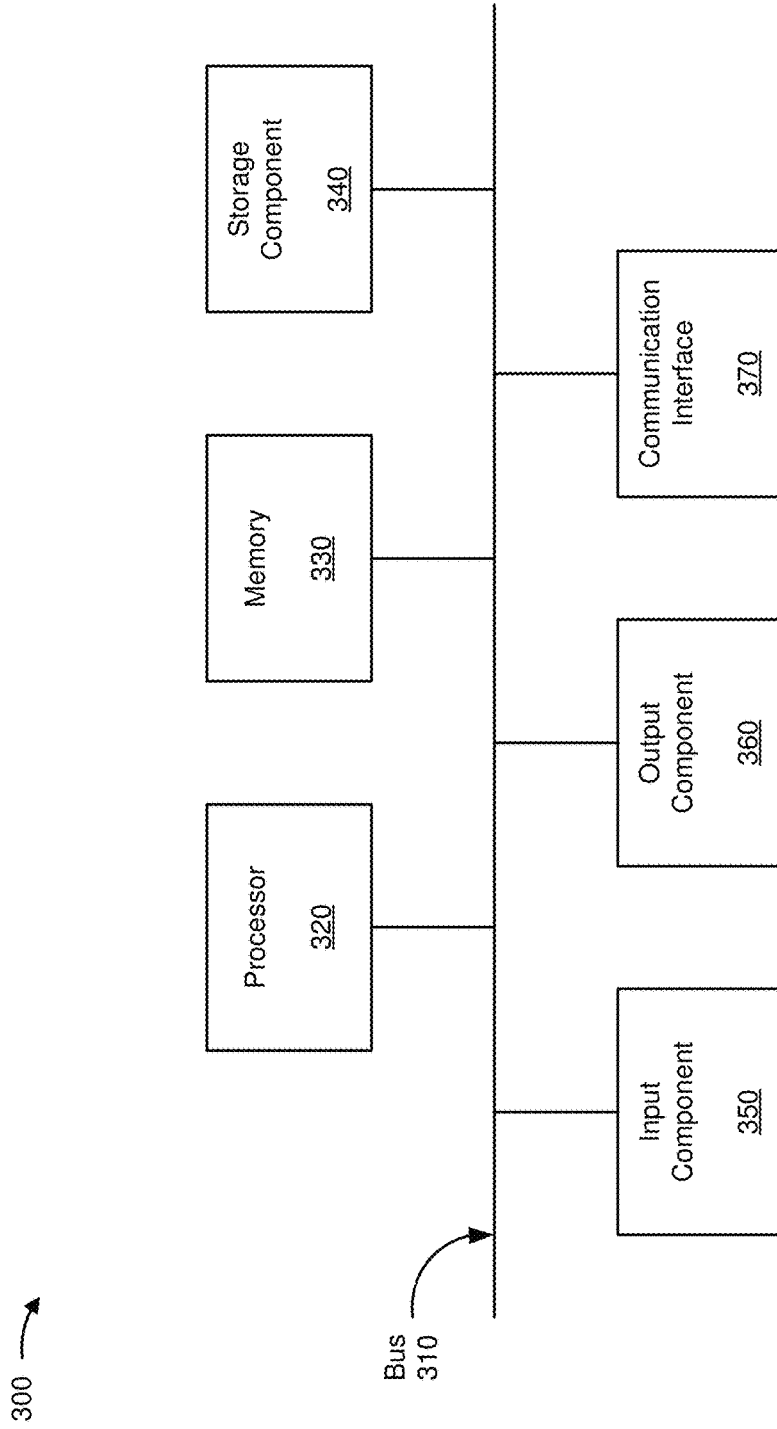 300
Processor
320
Memory
330
Storage
Component
340
Bus
310
Input
Component
350
Output
Component
360
Communication
Interface
370